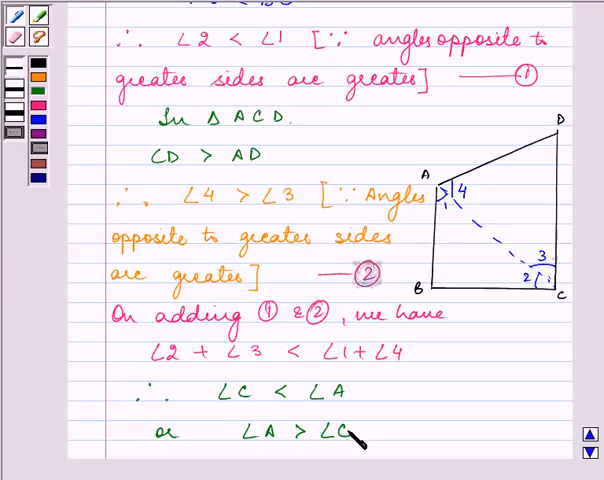 ∴ ∠2 < ∠1 [∵ angles opposite to
greater sides are greater] —— ①
In Δ ACD.
CD > AD
∴ ∠4 > ∠3 [∵ Angles
opposite to greater sides
are greater] —— ②
On adding ① & ②, we have
∠2 + ∠3 < ∠1 + ∠4
∴ ∠C < ∠A
or ∠A > ∠C
D
A
4
1
3
2
B
C